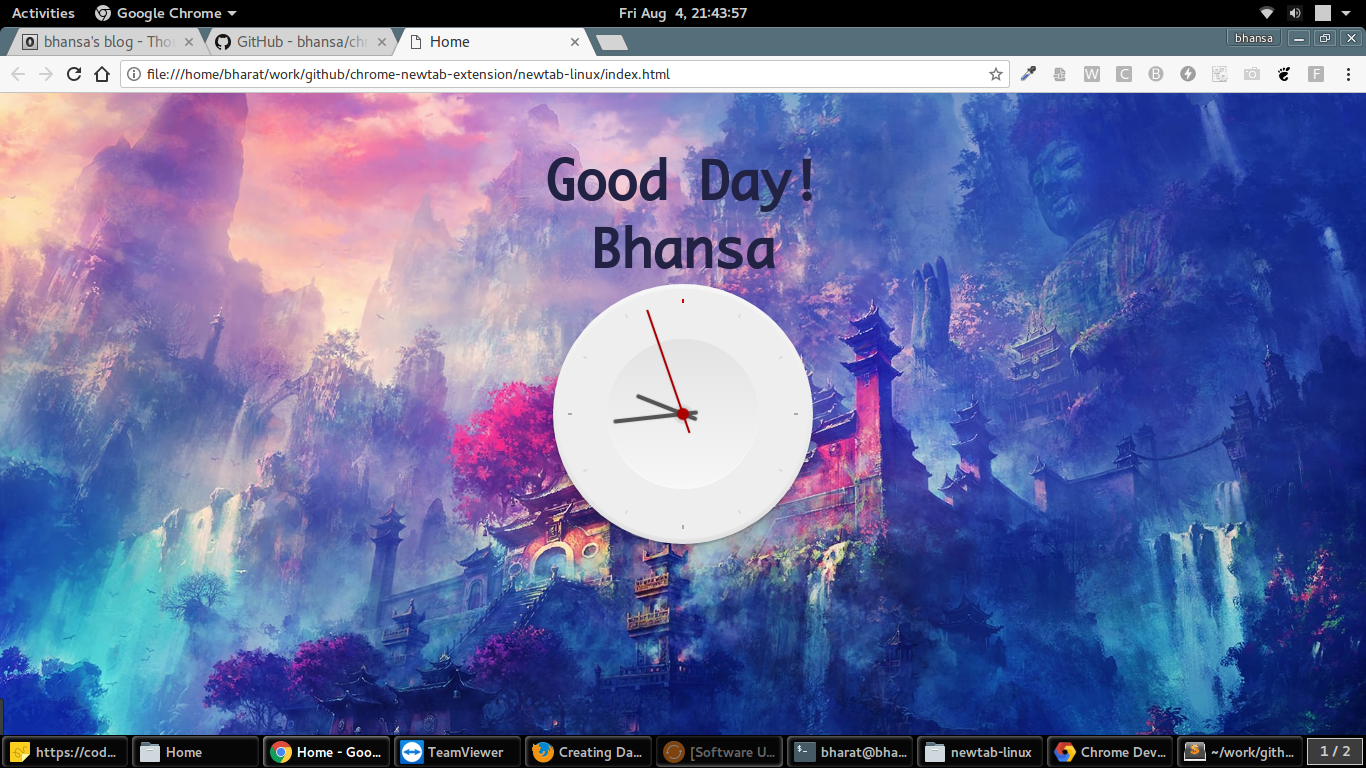 Activities Google Chrome Fri Aug 4, 21:43:57
bhansa's blog - Tho GitHub - bhansa/ch Home bhansa
file:///home/bharat/work/github/chrome-newtab-extension/newtab-linux/index.html W C B F
Good Day!
Bhansa
https://cod... Home Home - Goo... TeamViewer Creating Da... [Software U... bharat@bha... newtab-linux Chrome Dev... ~/work/gith... 1 / 2